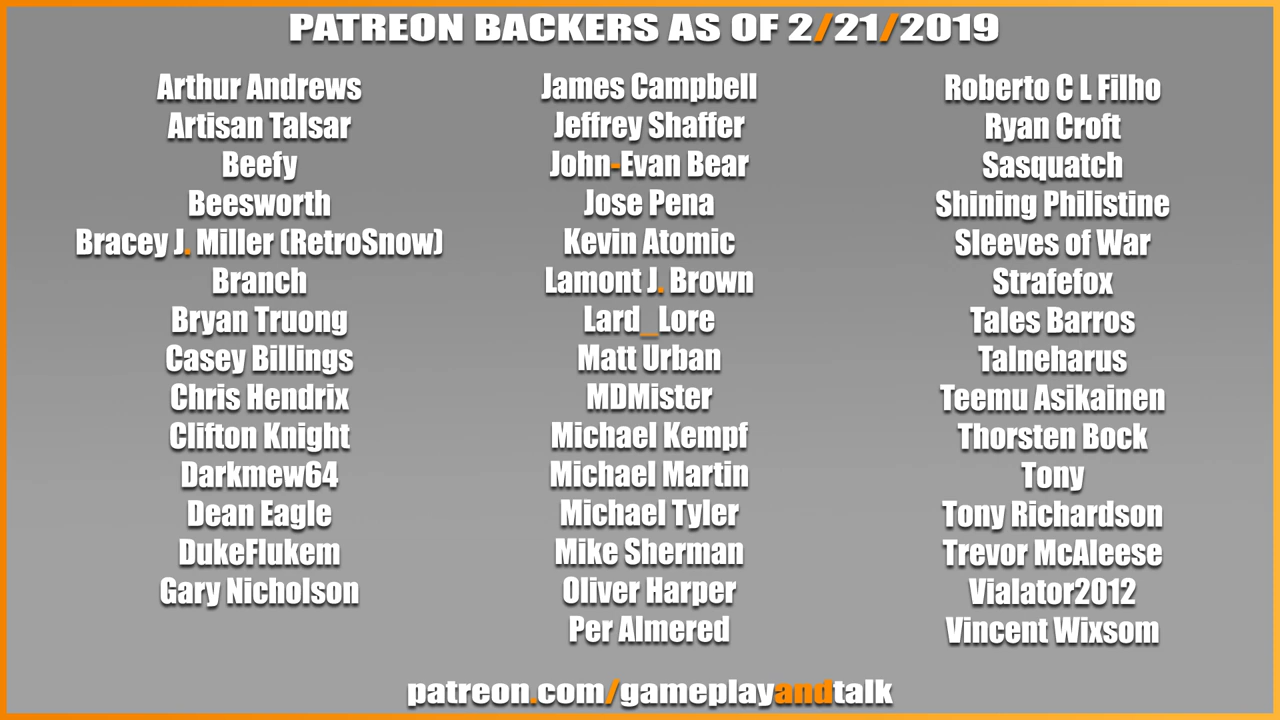 PATREON BACKERS AS OF 2/21/2019
Arthur Andrews
Artisan Talsar
Beefy
Beesworth
Bracey J. Miller (RetroSnow)
Branch
Bryan Truong
Casey Billings
Chris Hendrix
Clifton Knight
Darkmew64
Dean Eagle
DukeFlukem
Gary Nicholson
James Campbell
Jeffrey Shaffer
John-Evan Bear
Jose Pena
Kevin Atomic
Lamont J. Brown
Lard_Lore
Matt Urban
MDMister
Michael Kempf
Michael Martin
Michael Tyler
Mike Sherman
Oliver Harper
Per Almered
Roberto C L Filho
Ryan Croft
Sasquatch
Shining Philistine
Sleeves of War
Strafefox
Tales Barros
Talneharus
Teemu Asikainen
Thorsten Bock
Tony
Tony Richardson
Trevor McAleese
Vialator2012
Vincent Wixsom
patreon.com/gameplayandtalk